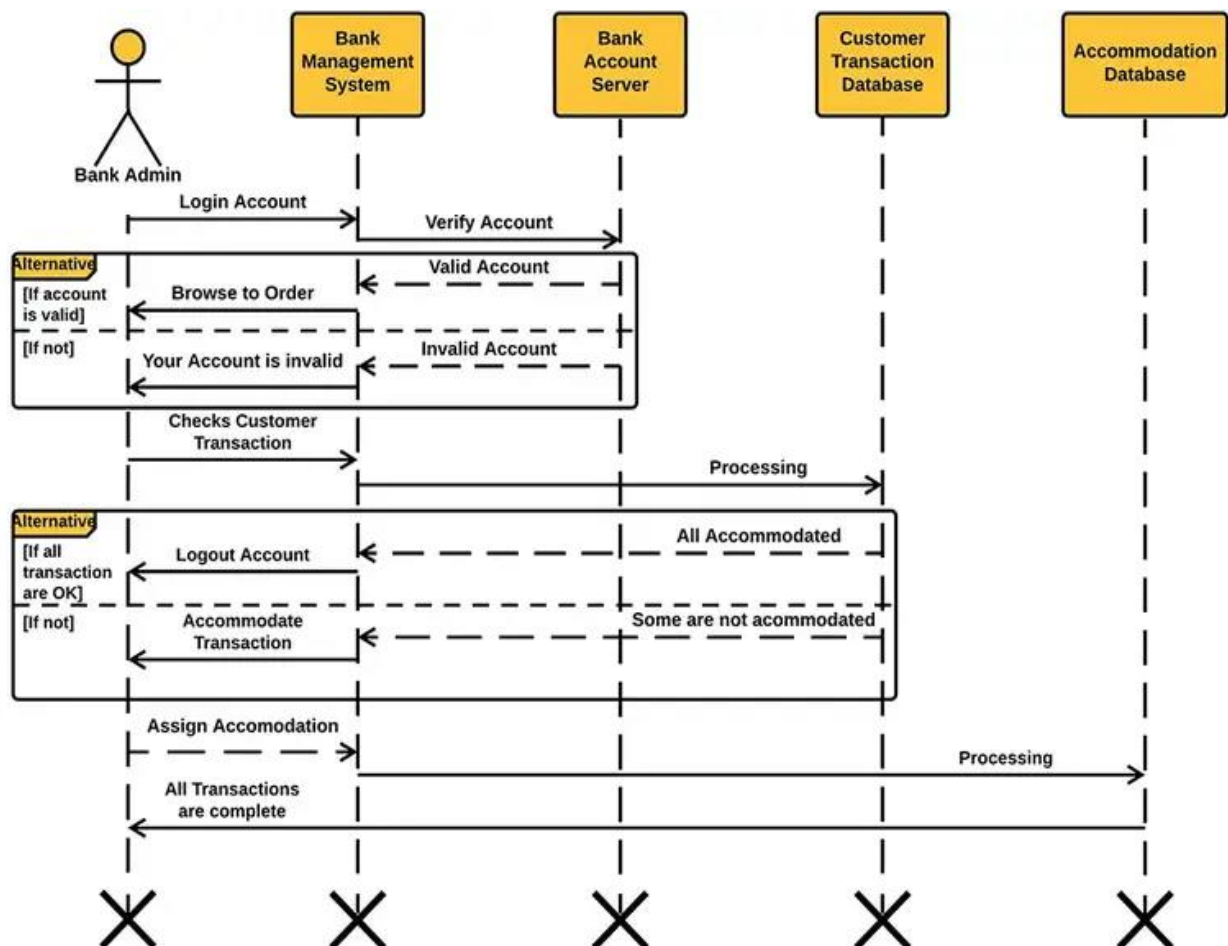 Bank
Management
System
Bank
Account
Server
Customer
Transaction
Database
Accommodation
Database
Bank Admin
Login Account
Verify Account
Alternative
Valid Account
[If account
is valid]
Browse to Order
[If not]
Invalid Account
Your Account is invalid
Checks Customer
Transaction
Processing
Alternative
All Accommodated
[If all
transaction
are OK]
Logout Account
[If not]
Some are not acommodated
Accommodate
Transaction
Assign Accomodation
Processing
All Transactions
are complete